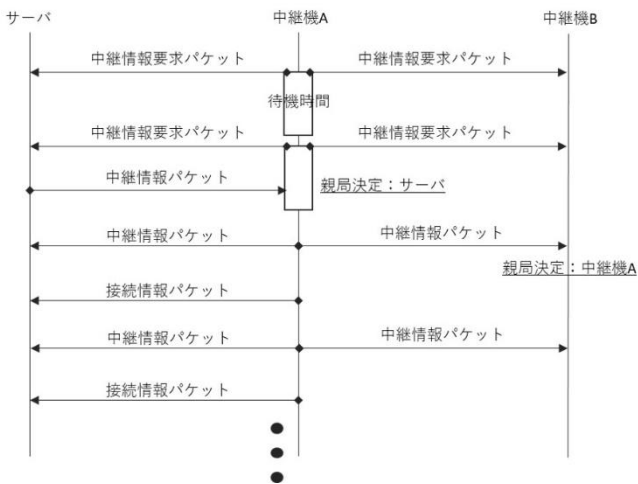 サーバ
中継機A
中継機B
中継情報要求パケット
中継情報要求パケット
待機時間
中継情報要求パケット
中継情報要求パケット
中継情報パケット
親局決定：サーバ
中継情報パケット
中継情報パケット
親局決定：中継機A
接続情報パケット
中継情報パケット
中継情報パケット
接続情報パケット